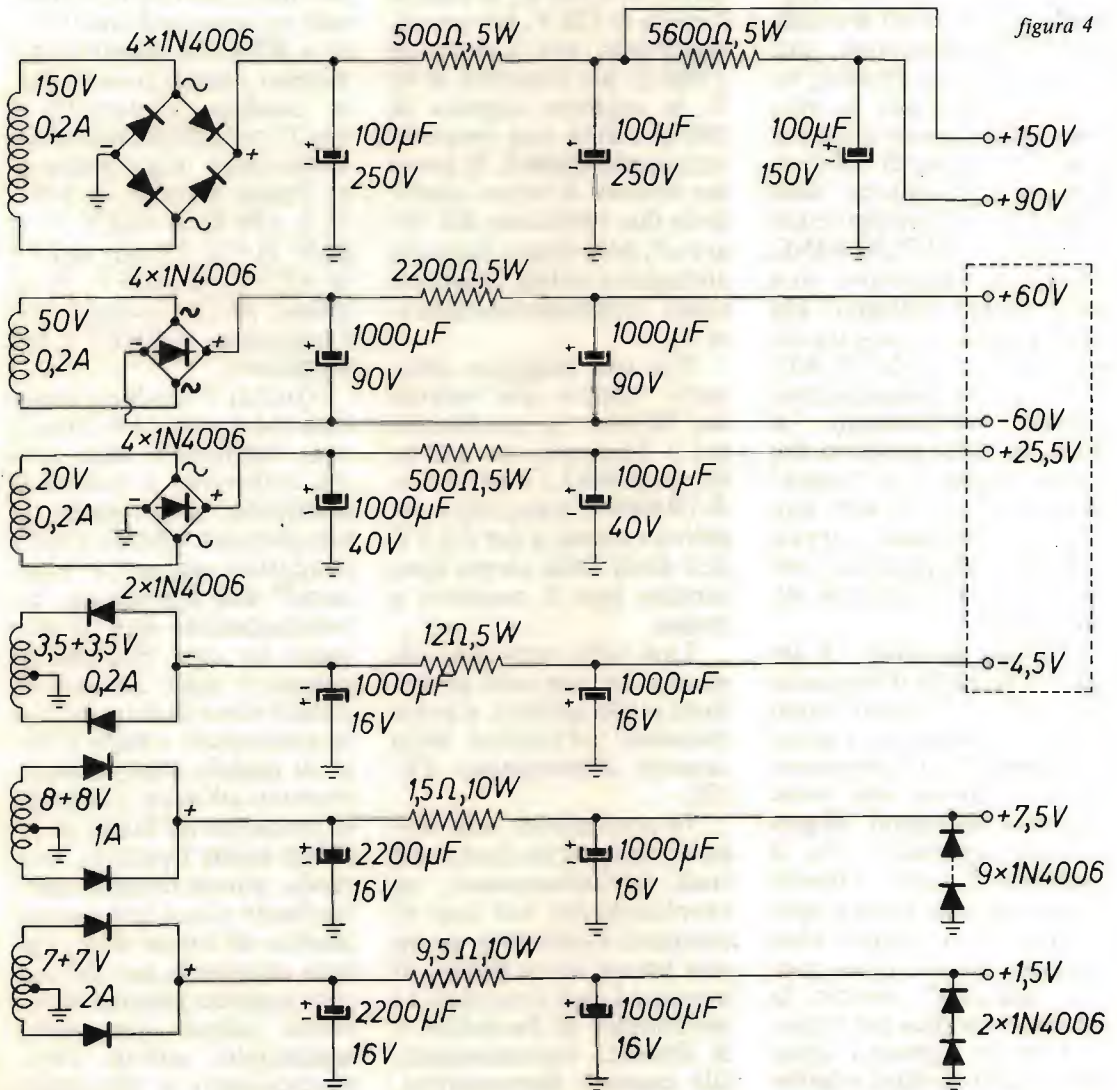 figura 4
4×1N4006
150V
0,2A
~
~
-
+
500Ω, 5W
5600Ω, 5W
+
-
100µF
250V
+
-
100µF
250V
100µF
+
-
150V
+150V
+90V
4×1N4006
50V
0,2A
~
~
-
+
2200Ω, 5W
+
-
1000µF
90V
+
-
1000µF
90V
+60V
-60V
4×1N4006
20V
0,2A
~
~
-
+
500Ω, 5W
+
-
1000µF
40V
+
-
1000µF
40V
+25,5V
2×1N4006
3,5+3,5V
0,2A
-
12Ω, 5W
-
+
1000µF
16V
-
+
1000µF
16V
-4,5V
8+8V
1A
+
1,5Ω, 10W
+
-
2200µF
16V
+
-
1000µF
16V
+7,5V
9×1N4006
7+7V
2A
+
9,5Ω, 10W
+
-
2200µF
16V
+
-
1000µF
16V
+1,5V
2×1N4006